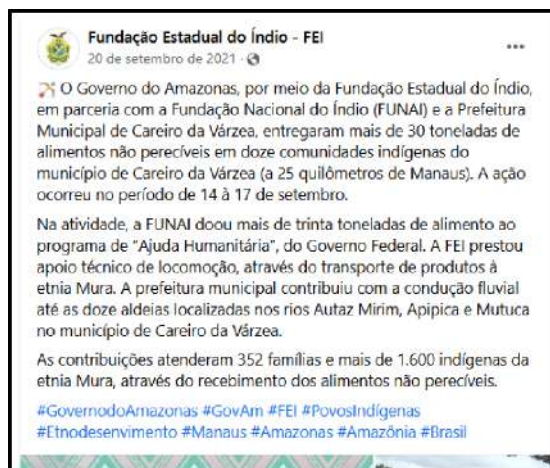 Fundação Estadual do Índio - FEI
20 de setembro de 2021 ·
O Governo do Amazonas, por meio da Fundação Estadual do Índio,
em parceria com a Fundação Nacional do Índio (FUNAI) e a Prefeitura
Municipal de Careiro da Várzea, entregaram mais de 30 toneladas de
alimentos não perecíveis em doze comunidades indígenas do
município de Careiro da Várzea (a 25 quilômetros de Manaus). A ação
ocorreu no período de 14 à 17 de setembro.
Na atividade, a FUNAI doou mais de trinta toneladas de alimento ao
programa de "Ajuda Humanitária", do Governo Federal. A FEI prestou
apoio técnico de locomoção, através do transporte de produtos à
etnia Mura. A prefeitura municipal contribuiu com a condução fluvial
até as doze aldeias localizadas nos rios Autaz Mirim, Apipica e Mutuca
no município de Careiro da Várzea.
As contribuições atenderam 352 famílias e mais de 1.600 indígenas da
etnia Mura, através do recebimento dos alimentos não perecíveis.
#GovernodoAmazonas #GovAm #FEI #PovosIndígenas
#Etnodesenvimento #Manaus #Amazonas #Amazônia #Brasil